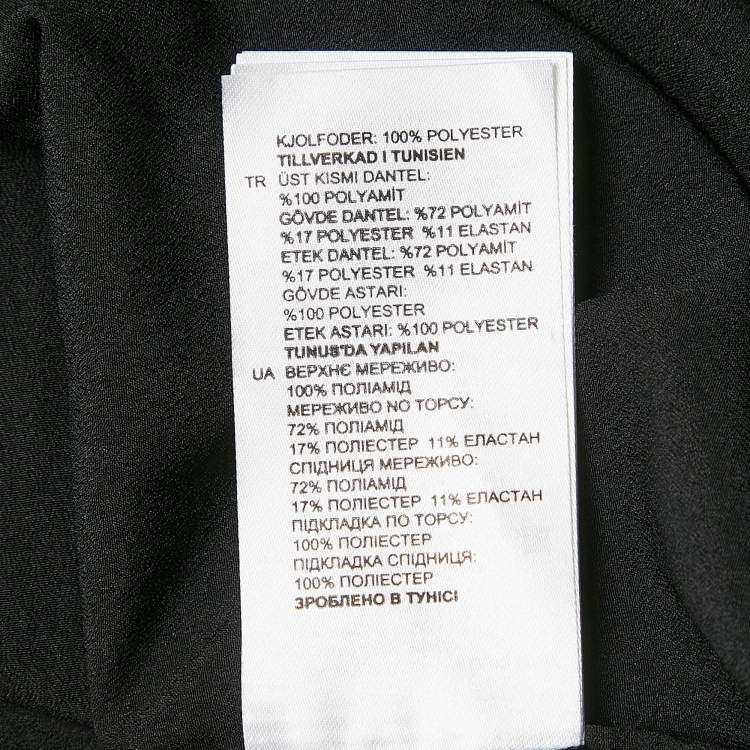 KJOLFODER: 100% POLYESTER
TILLVERKAD I TUNISIEN
TR ÜST KISMI DANTEL:
%100 POLYAMİT
GÖVDE DANTEL: %72 POLYAMİT
%17 POLYESTER %11 ELASTAN
ETEK DANTEL: %72 POLYAMİT
%17 POLYESTER %11 ELASTAN
GÖVDE ASTARI:
%100 POLYESTER
ETEK ASTARI: %100 POLYESTER
TUNUS'DA YAPILAN
UA ВЕРХНЄ МЕРЕЖИВО:
100% ПОЛІАМІД
МЕРЕЖИВО NO ТОРСУ:
72% ПОЛІАМІД
17% ПОЛІЕСТЕР 11% ЕЛАСТАН
СПІДНИЦЯ МЕРЕЖИВО:
72% ПОЛІАМІД
17% ПОЛІЕСТЕР 11% ЕЛАСТАН
ПІДКЛАДКА ПО ТОРСУ:
100% ПОЛІЕСТЕР
ПІДКЛАДКА СПІДНИЦЯ:
100% ПОЛІЕСТЕР
ЗРОБЛЕНО В ТУНІСІ